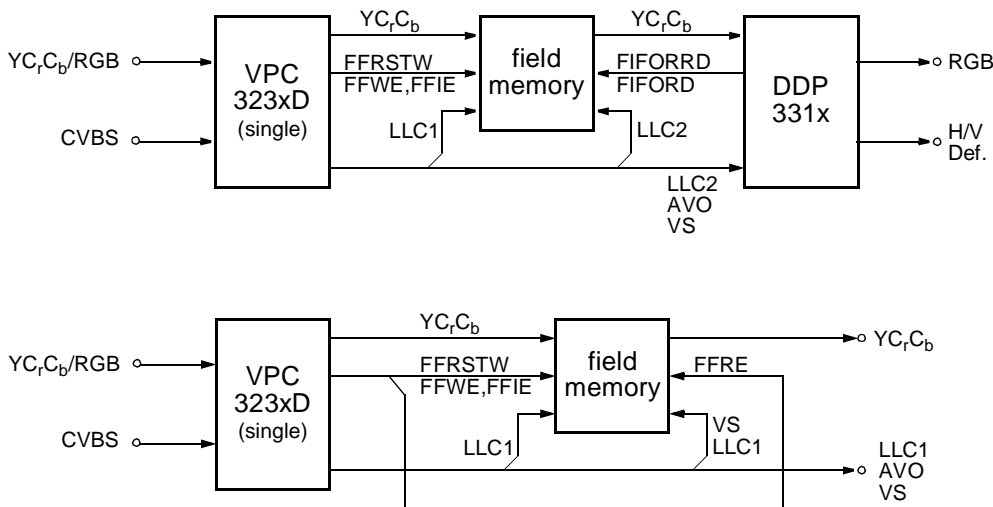 YCrCb/RGB
CVBS
VPC
323xD
(single)
YCrCb
FFRSTW
FFWE,FFIE
LLC1
field
memory
YCrCb
FIFORRD
FIFORD
LLC2
LLC2
AVO
VS
DDP
331x
RGB
H/V
Def.
YCrCb/RGB
CVBS
VPC
323xD
(single)
YCrCb
FFRSTW
FFWE,FFIE
LLC1
field
memory
FFRE
VS
LLC1
YCrCb
LLC1
AVO
VS